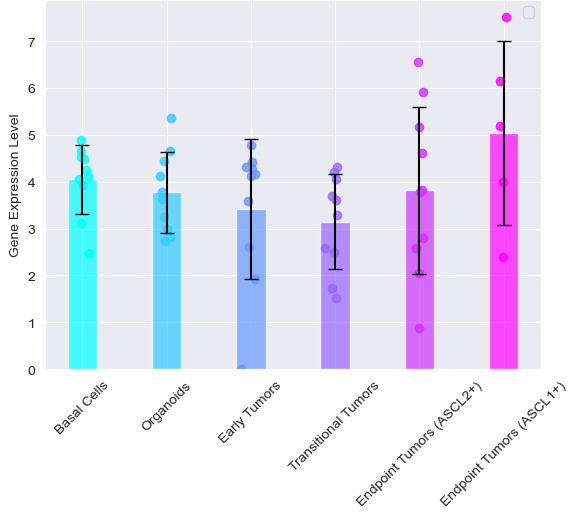 Gene Expression Level
7
6
5
4
3
2
1
0
Basal Cells
Organoids
Early Tumors
Transitional Tumors
Endpoint Tumors (ASCL2+)
Endpoint Tumors (ASCL1+)